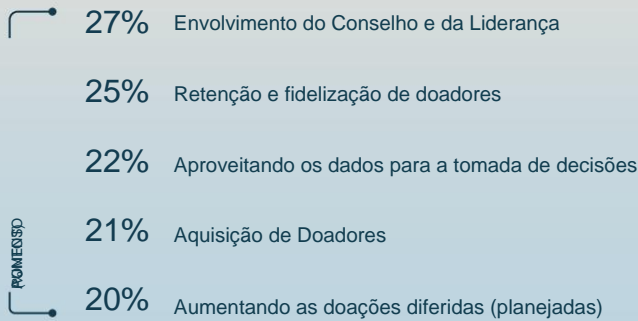 27% Envolvimento do Conselho e da Liderança
25% Retenção e fidelização de doadores
22% Aproveitando os dados para a tomada de decisões
21% Aquisição de Doadores
20% Aumentando as doações diferidas (planejadas)